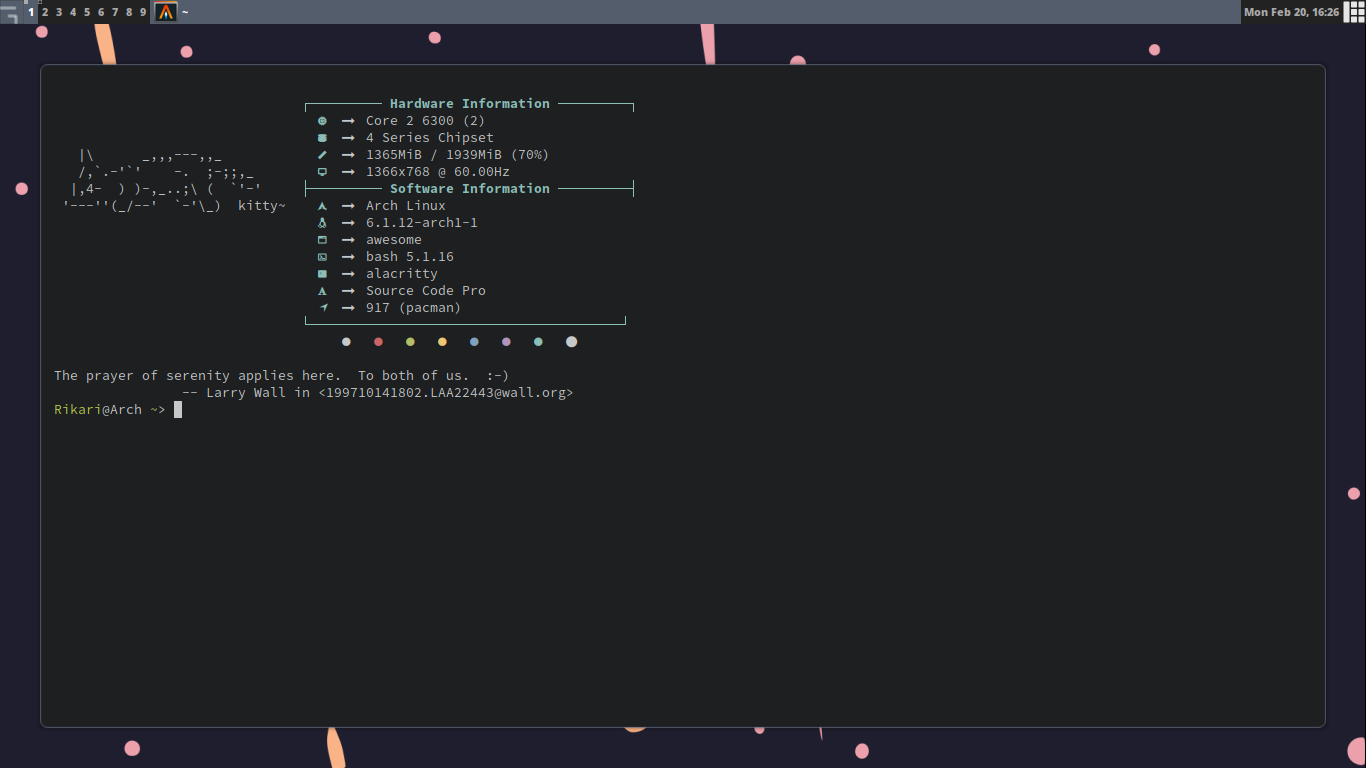 1 2 3 4 5 6 7 8 9 ~ Mon Feb 20, 16:26
Hardware Information
Core 2 6300 (2)
4 Series Chipset
1365MiB / 1939MiB (70%)
1366x768 @ 60.00Hz
Software Information
kitty~
Arch Linux
6.1.12-arch1-1
awesome
bash 5.1.16
alacritty
Source Code Pro
917 (pacman)
The prayer of serenity applies here.  To both of us.  :-)
-- Larry Wall in <199710141802.LAA22443@wall.org>
Rikari@Arch ~>